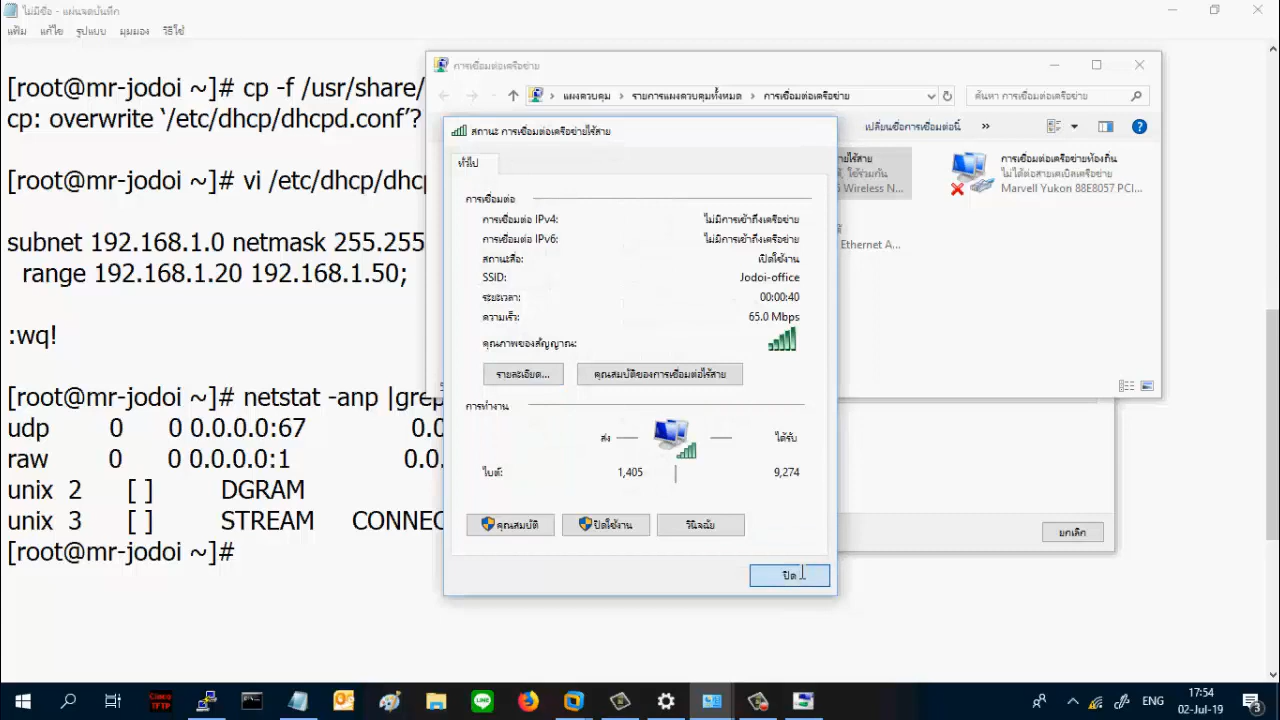 ไม่มีชื่อ - แผ่นจดบันทึก
แฟ้ม แก้ไข รูปแบบ มุมมอง วิธีใช้
[root@mr-jodoi ~]# cp -f /usr/share/
cp: overwrite ‘/etc/dhcp/dhcpd.conf’?
[root@mr-jodoi ~]# vi /etc/dhcp/dhcp
subnet 192.168.1.0 netmask 255.255
range 192.168.1.20 192.168.1.50;
:wq!
[root@mr-jodoi ~]# netstat -anp |grep
udp 0 0 0.0.0.0:67 0.0
raw 0 0 0.0.0.0:1 0.0.
unix 2 [ ] DGRAM
unix 3 [ ] STREAM CONNEC
[root@mr-jodoi ~]#
การเชื่อมต่อเครือข่าย
แผงควบคุม รายการแผงควบคุมทั้งหมด การเชื่อมต่อเครือข่าย
ค้นหา การเชื่อมต่อเครือข่าย
เปลี่ยนชื่อการเชื่อมต่อนี้ »
ายไร้สาย
, ใช้ร่วมกัน
Wireless N...
การเชื่อมต่อเครือข่ายท้องถิ่น
ไม่ได้ต่อสายเคเบิลเครือข่าย
Marvell Yukon 88E8057 PCI...
Ethernet A...
สถานะ การเชื่อมต่อเครือข่ายไร้สาย
ทั่วไป
การเชื่อมต่อ
การเชื่อมต่อ IPv4: ไม่มีการเข้าถึงเครือข่าย
การเชื่อมต่อ IPv6: ไม่มีการเข้าถึงเครือข่าย
สถานะสื่อ: เปิดใช้งาน
SSID: Jodoi-office
ระยะเวลา: 00:00:40
ความเร็ว: 65.0 Mbps
คุณภาพของสัญญาณ:
รายละเอียด... คุณสมบัติของการเชื่อมต่อไร้สาย
การทำงาน
ส่ง ได้รับ
ไบต์: 1,405 9,274
คุณสมบัติ ปิดใช้งาน วินิจฉัย
ปิด
ยกเลิก
Cisco
TFTP
LINE
ENG
17:54
02-Jul-19
3